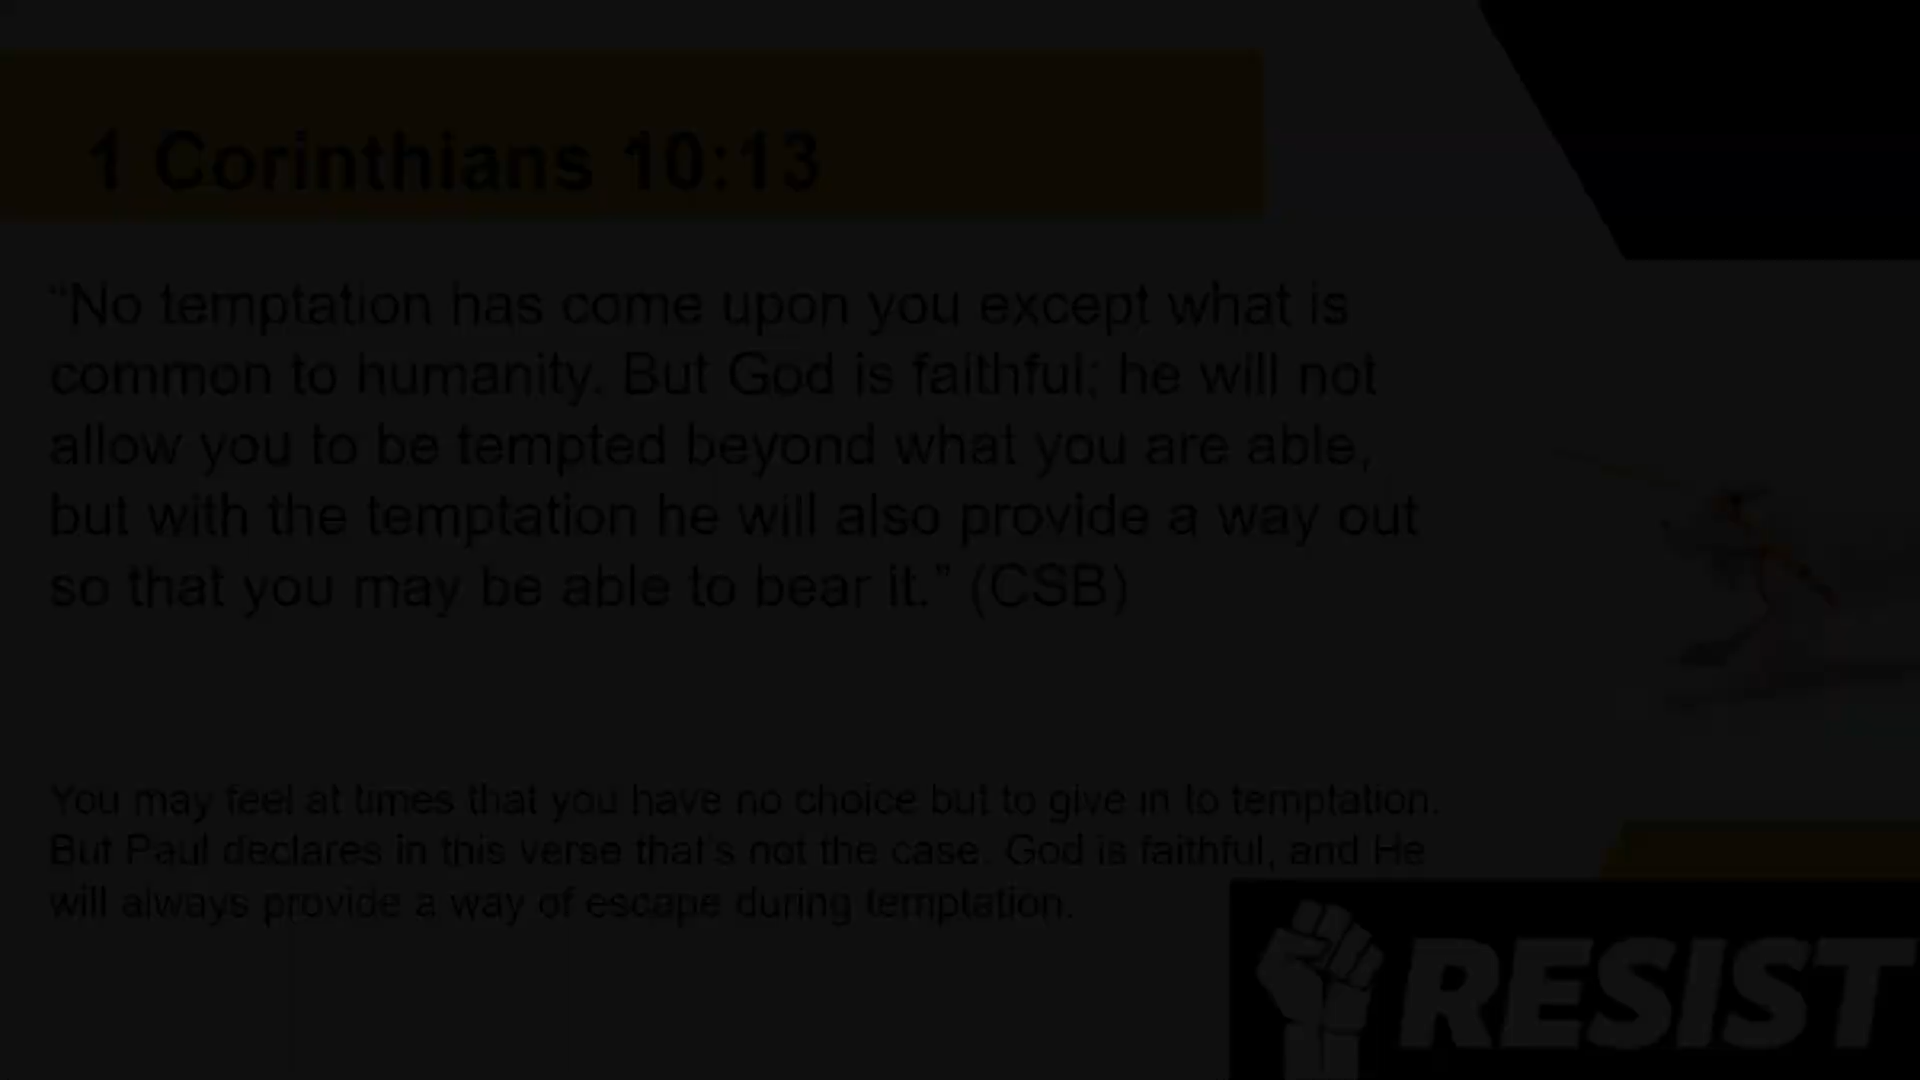 1 Corinthians 10:13
“No temptation has come upon you except what is
common to humanity. But God is faithful; he will not
allow you to be tempted beyond what you are able,
but with the temptation he will also provide a way out
so that you may be able to bear it.” (CSB)
You may feel at times that you have no choice but to give in to temptation.
But Paul declares in this verse that's not the case. God is faithful, and He
will always provide a way of escape during temptation.
RESIST